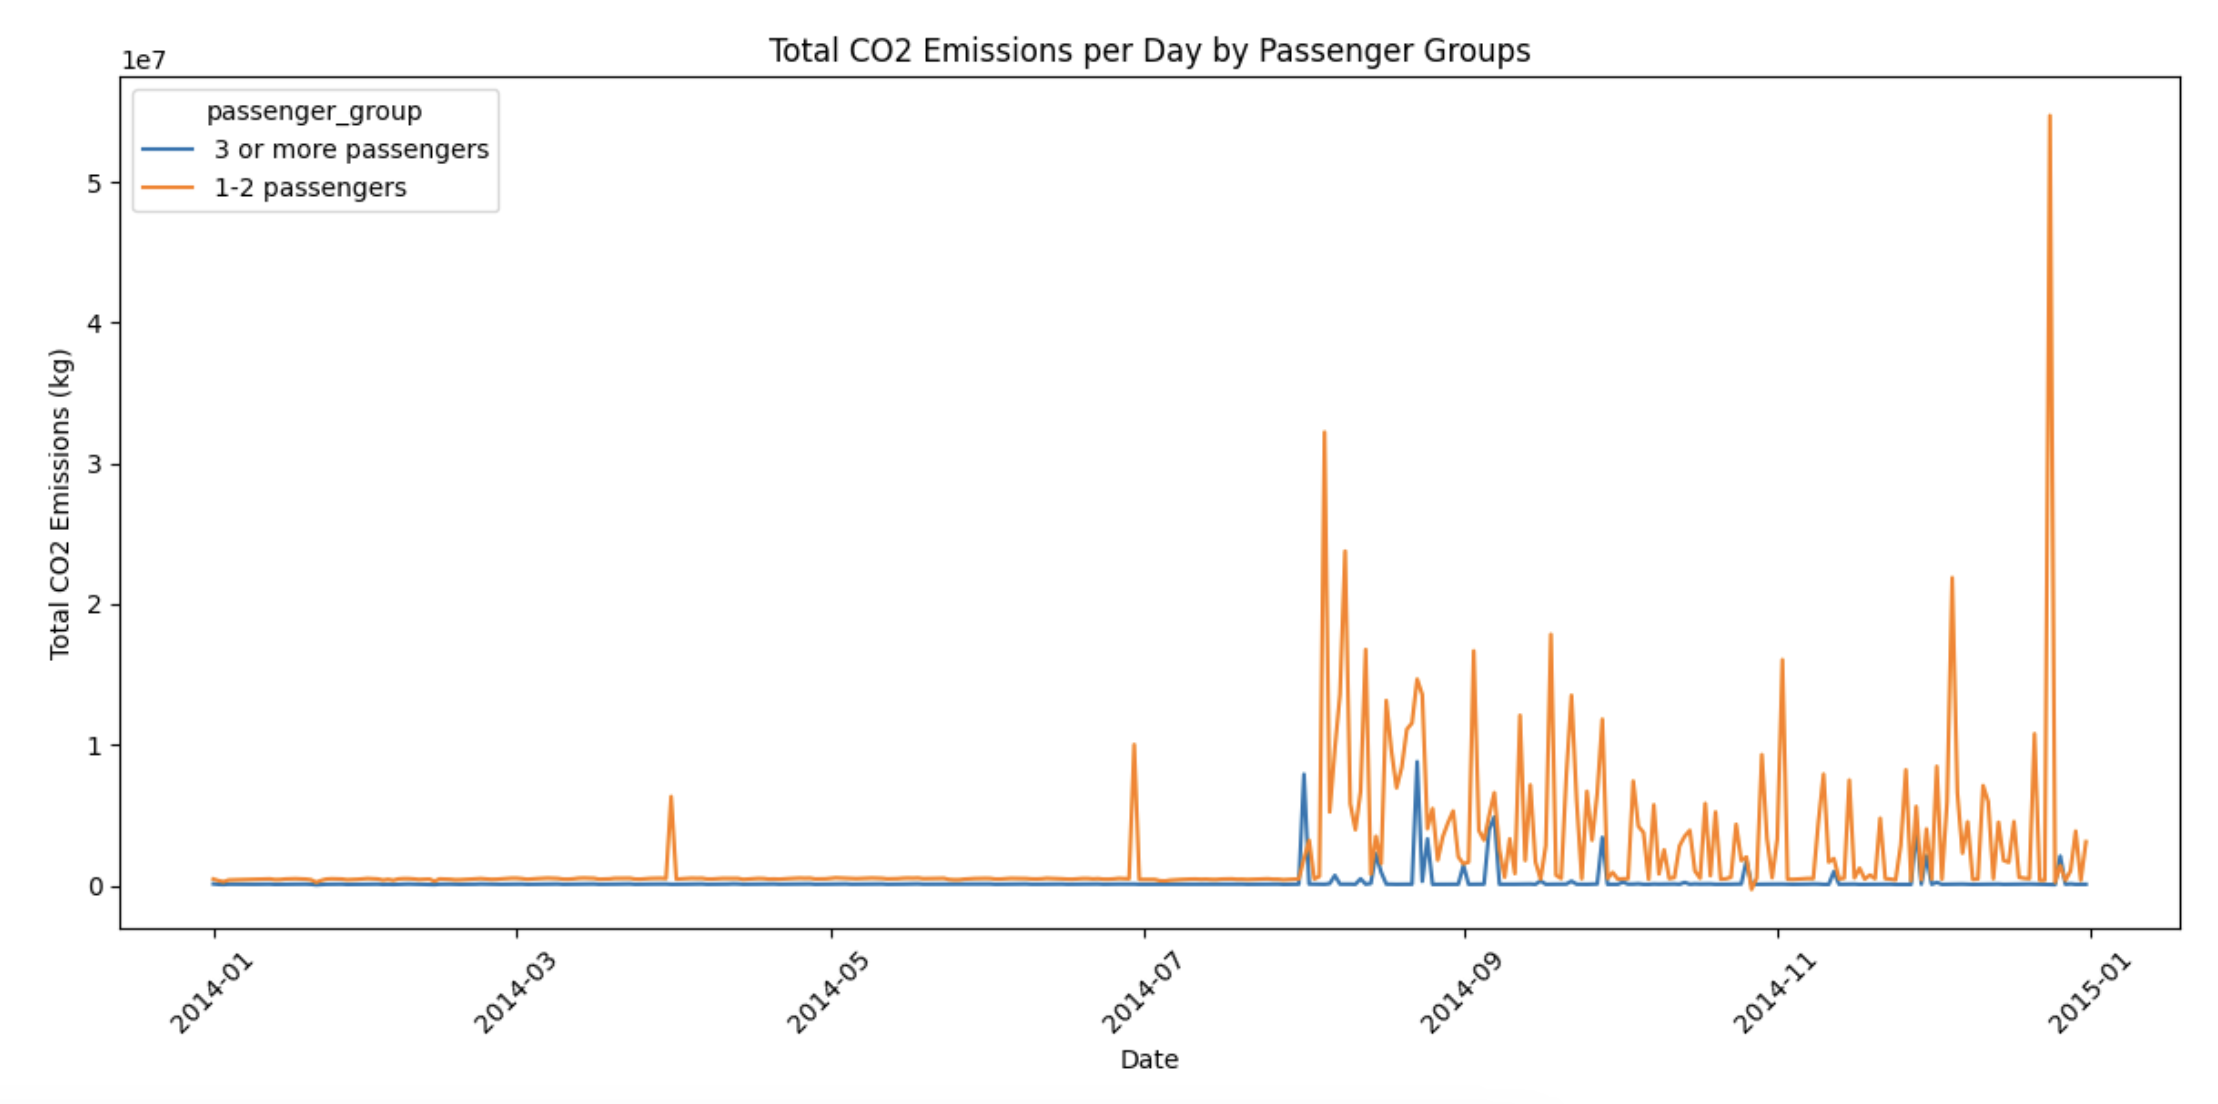 Total CO2 Emissions per Day by Passenger Groups
1e7
passenger_group
3 or more passengers
1-2 passengers
Total CO2 Emissions (kg)
5
4
3
2
1
0
2014-01
2014-03
2014-05
2014-07
2014-09
2014-11
2015-01
Date